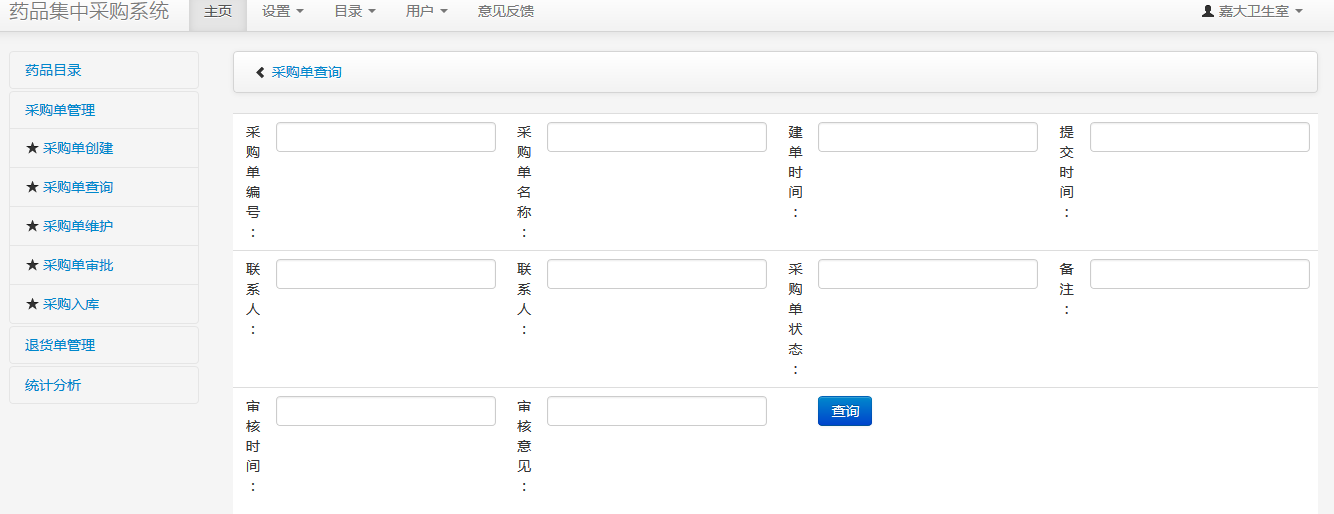 药品集中采购系统 主页 设置 目录 用户 意见反馈 嘉大卫生室
药品目录
采购单管理
★ 采购单创建
★ 采购单查询
★ 采购单维护
★ 采购单审批
★ 采购入库
退货单管理
统计分析
采购单查询
采购单编号：
采购单名称：
建单时间：
提交时间：
联系人：
联系人：
采购单状态：
备注：
审核时间：
审核意见：
查询